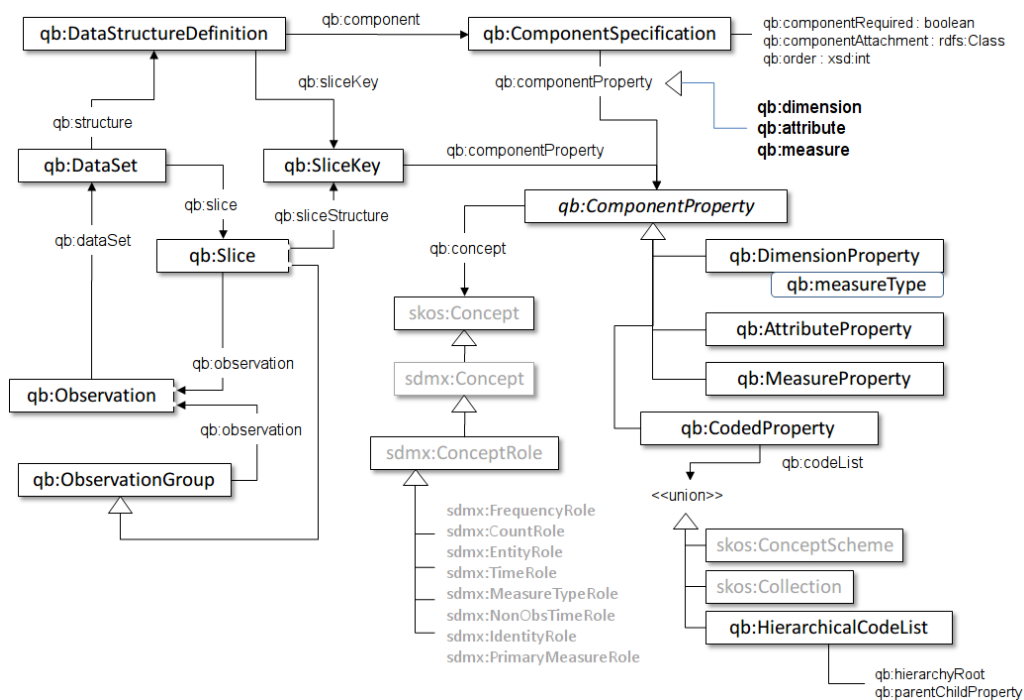 qb:DataStructureDefinition
qb:component
qb:ComponentSpecification
qb:componentRequired : boolean
qb:componentAttachment : rdfs:Class
qb:order : xsd:int
qb:sliceKey
qb:componentProperty
qb:dimension
qb:attribute
qb:measure
qb:structure
qb:DataSet
qb:SliceKey
qb:componentProperty
qb:slice
qb:sliceStructure
qb:ComponentProperty
qb:dataSet
qb:Slice
qb:concept
qb:DimensionProperty
qb:measureType
skos:Concept
qb:AttributeProperty
qb:observation
sdmx:Concept
qb:MeasureProperty
qb:Observation
qb:observation
qb:CodedProperty
sdmx:ConceptRole
qb:codeList
qb:ObservationGroup
<<union>>
sdmx:FrequencyRole
sdmx:CountRole
sdmx:EntityRole
sdmx:TimeRole
sdmx:MeasureTypeRole
sdmx:NonObsTimeRole
sdmx:IdentityRole
sdmx:PrimaryMeasureRole
skos:ConceptScheme
skos:Collection
qb:HierarchicalCodeList
qb:hierarchyRoot
qb:parentChildProperty